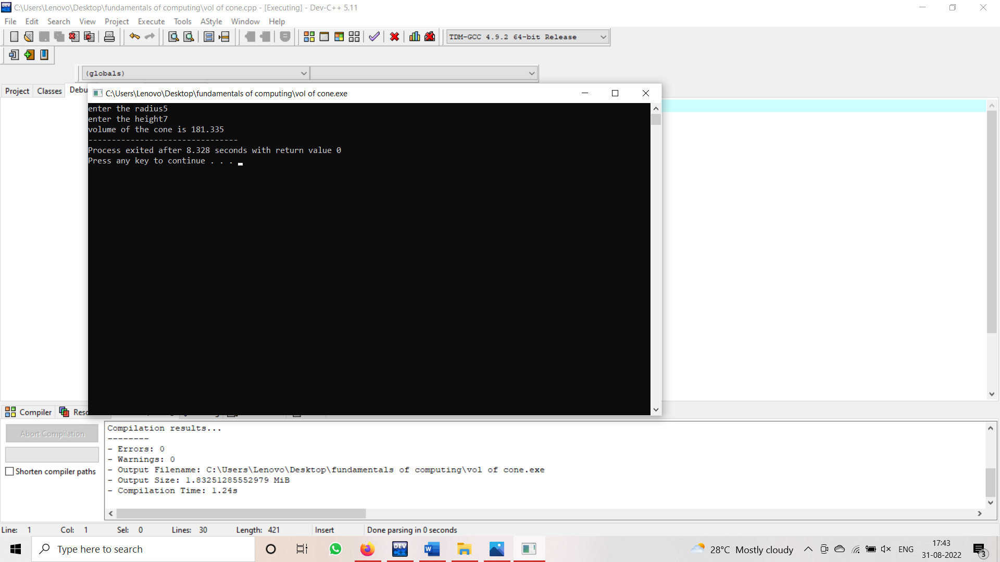 C:\Users\Lenovo\Desktop\fundamentals of computing\vol of cone.cpp - [Executing] - Dev-C++ 5.11
File Edit Search View Project Execute Tools AStyle Window Help
TDM-GCC 4.9.2 64-bit Release
(globals)
Project Classes Debu
C:\Users\Lenovo\Desktop\fundamentals of computing\vol of cone.exe
enter the radius5
enter the height7
volume of the cone is 181.335
--------------------------------
Process exited after 8.328 seconds with return value 0
Press any key to continue . . .
Compiler Reso
Abort Compilation
Shorten compiler paths
Compilation results...
--------
- Errors: 0
- Warnings: 0
- Output Filename: C:\Users\Lenovo\Desktop\fundamentals of computing\vol of cone.exe
- Output Size: 1.83251285552979 MiB
- Compilation Time: 1.24s
Line: 1 Col: 1 Sel: 0 Lines: 30 Length: 421 Insert Done parsing in 0 seconds
Type here to search
DEV C++
W
28°C Mostly cloudy
ENG
17:43
31-08-2022
3